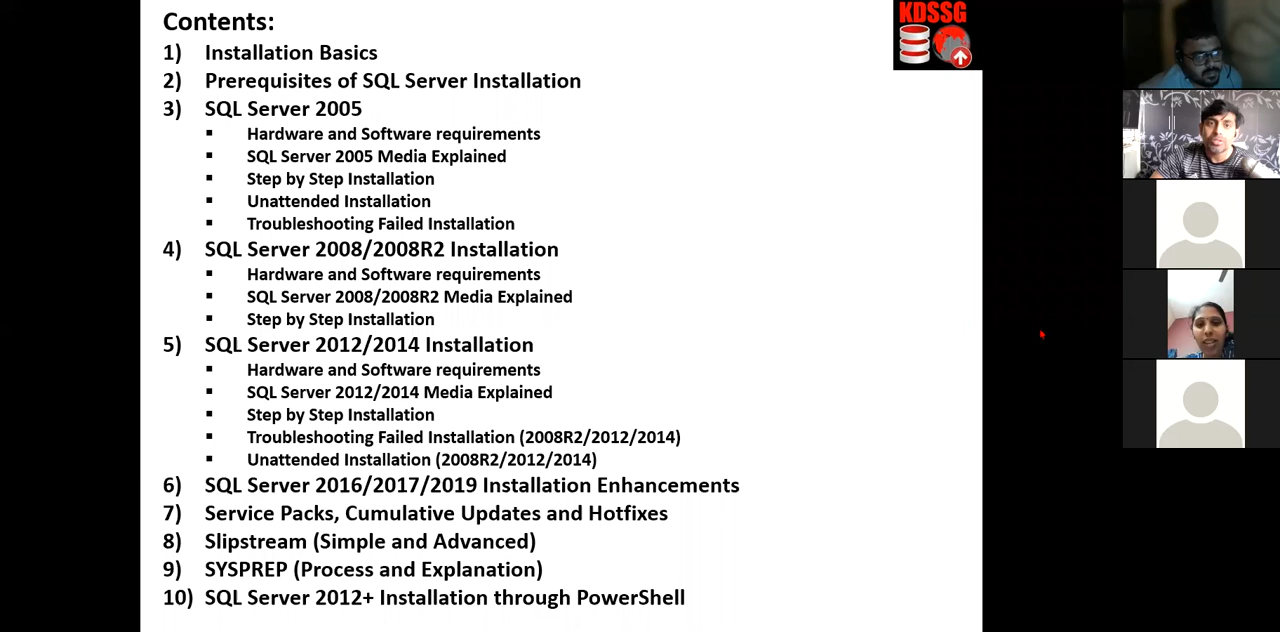 Contents:
KDSSG
1) Installation Basics
2) Prerequisites of SQL Server Installation
3) SQL Server 2005
▪ Hardware and Software requirements
▪ SQL Server 2005 Media Explained
▪ Step by Step Installation
▪ Unattended Installation
▪ Troubleshooting Failed Installation
4) SQL Server 2008/2008R2 Installation
▪ Hardware and Software requirements
▪ SQL Server 2008/2008R2 Media Explained
▪ Step by Step Installation
5) SQL Server 2012/2014 Installation
▪ Hardware and Software requirements
▪ SQL Server 2012/2014 Media Explained
▪ Step by Step Installation
▪ Troubleshooting Failed Installation (2008R2/2012/2014)
▪ Unattended Installation (2008R2/2012/2014)
6) SQL Server 2016/2017/2019 Installation Enhancements
7) Service Packs, Cumulative Updates and Hotfixes
8) Slipstream (Simple and Advanced)
9) SYSPREP (Process and Explanation)
10) SQL Server 2012+ Installation through PowerShell